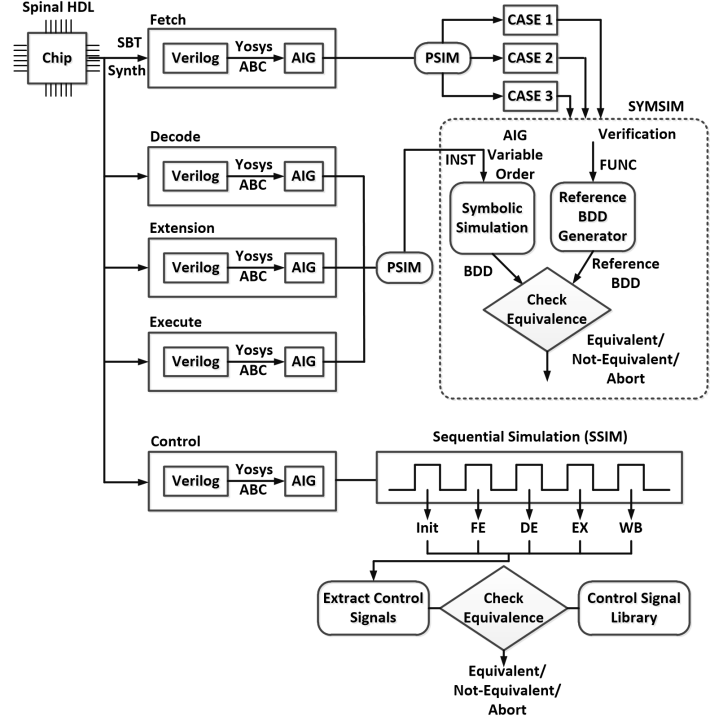 Spinal HDL
Chip
SBT
Synth
Fetch
Verilog
Yosys
ABC
AIG
PSIM
CASE 1
CASE 2
CASE 3
SYMSIM
Decode
Verilog
Yosys
ABC
AIG
Extension
Verilog
Yosys
ABC
AIG
Execute
Verilog
Yosys
ABC
AIG
PSIM
INST
AIG
Variable
Order
Verification
FUNC
Symbolic
Simulation
Reference
BDD
Generator
BDD
Reference
BDD
Check
Equivalence
Equivalent/
Not-Equivalent/
Abort
Control
Verilog
Yosys
ABC
AIG
Sequential Simulation (SSIM)
Init
FE
DE
EX
WB
Extract Control
Signals
Check
Equivalence
Control Signal
Library
Equivalent/
Not-Equivalent/
Abort